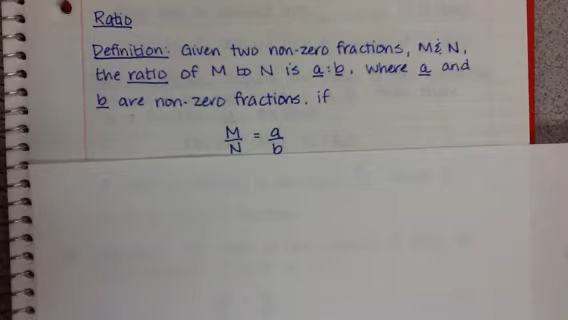 Ratio
Definition: Given two non-zero fractions, M & N,
the ratio of M to N is a:b, where a and
b are non-zero fractions, if
M/N = a/b